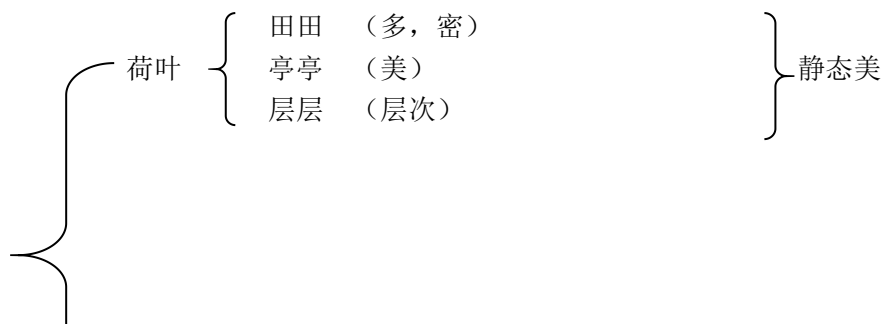 田田 （多，密）
荷叶 亭亭 （美） 静态美
层层 （层次）